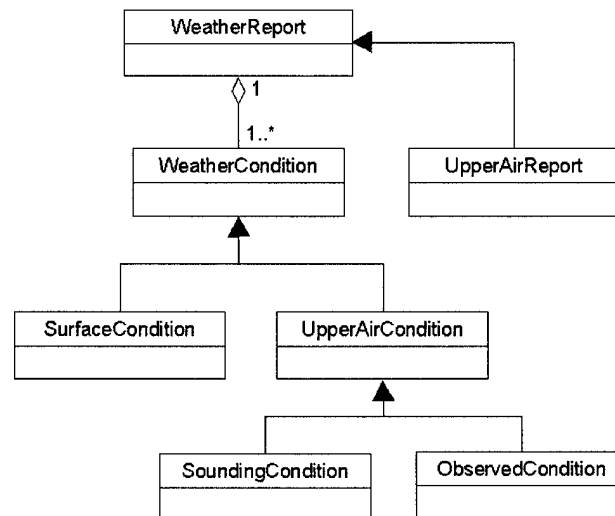 WeatherReport
1
1..*
WeatherCondition
UpperAirReport
SurfaceCondition
UpperAirCondition
SoundingCondition
ObservedCondition